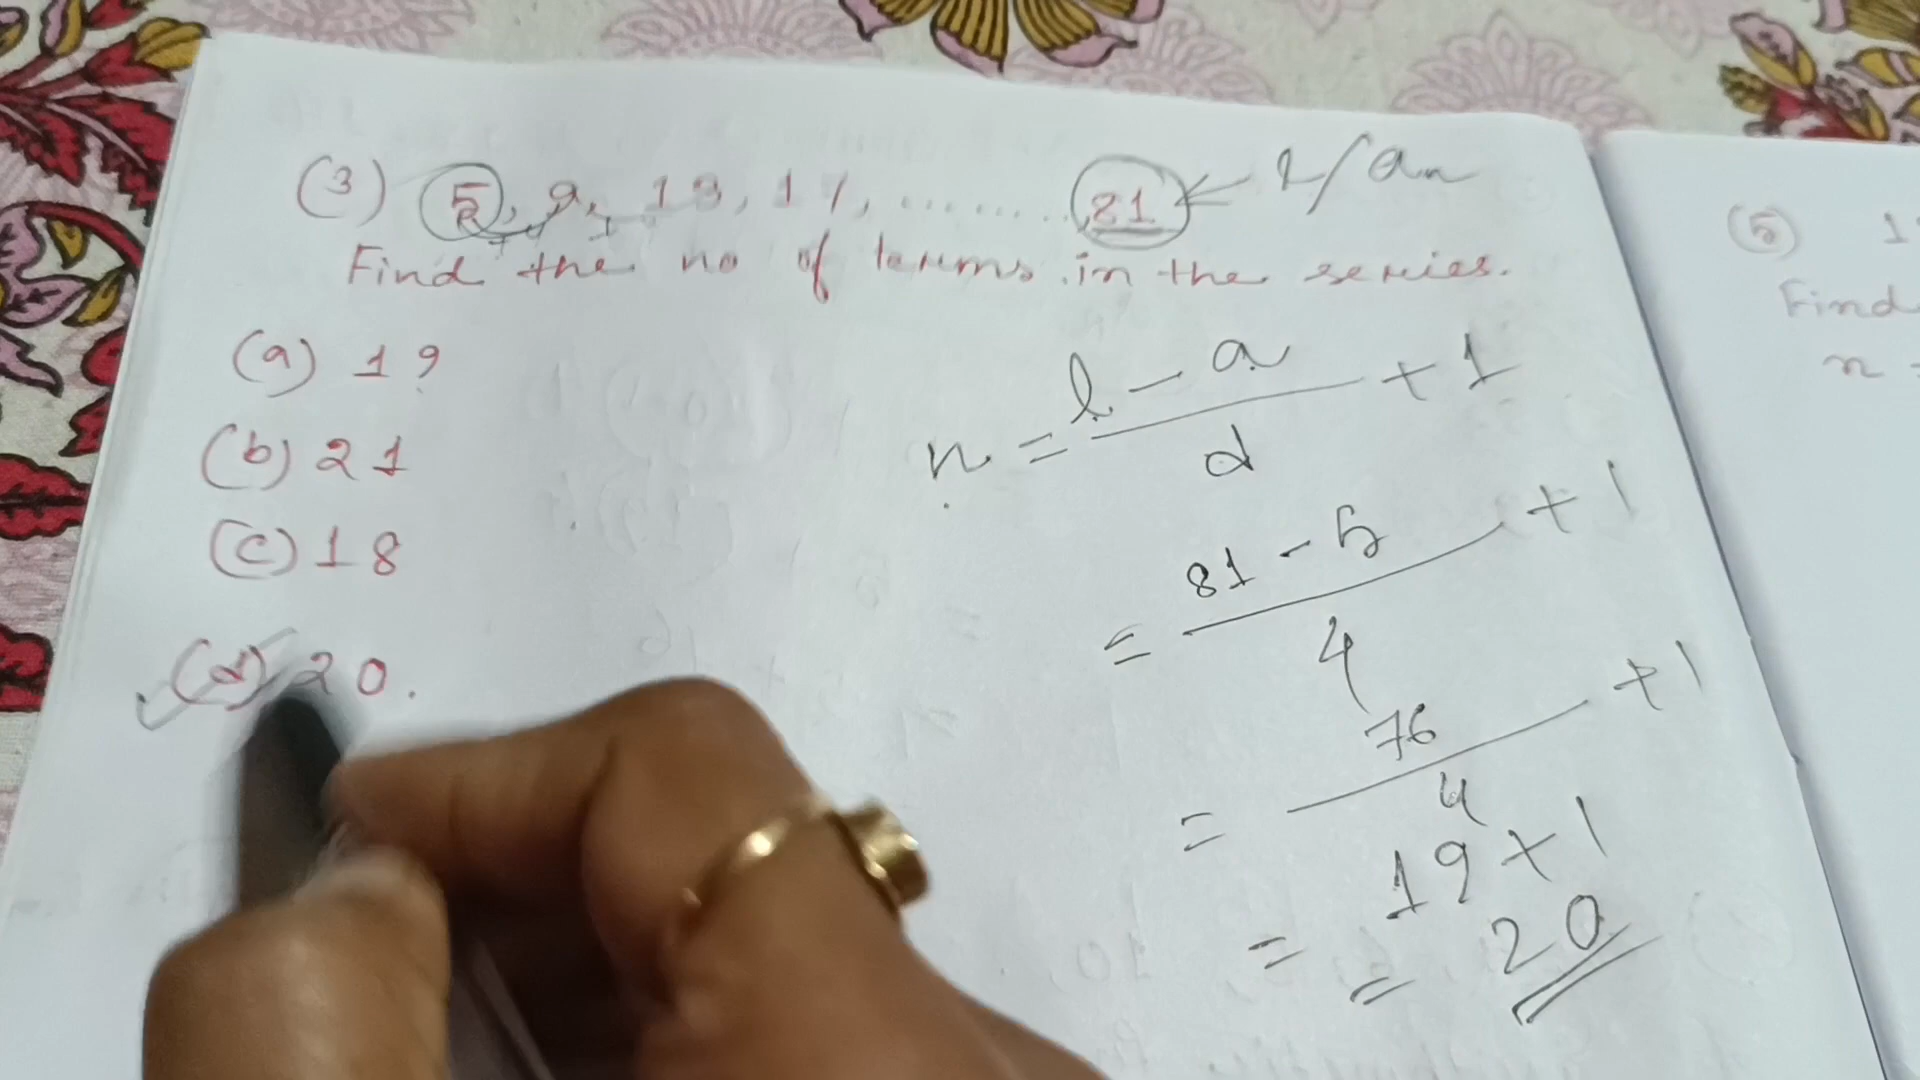 (3) 5, 9, 13, 17, ........, 81 ← l/an
Find the no of terms in the series.
(a) 19
(b) 21
(c) 18
(d) 20.
n = l - a / d + 1
= 81 - 5 / 4 + 1
= 76 / 4 + 1
= 19 + 1
= 20
(5) 1
Find
n =